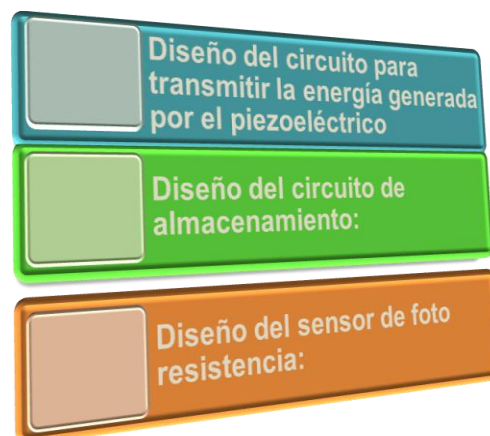 Diseño del circuito para
transmitir la energía generada
por el piezoeléctrico
Diseño del circuito de
almacenamiento:
Diseño del sensor de foto
resistencia: